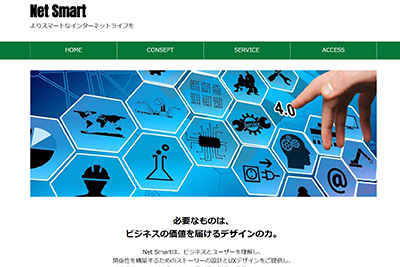 Net Smart
よりスマートなインターネットライフを
HOME CONSEPT SERVICE ACCESS
4.0
必要なものは、
ビジネスの価値を届けるデザインの力。
Net Smartは、ビジネスとユーザーを理解し、
関係性を構築するためのストーリーの設計とUXデザインをご提供し、